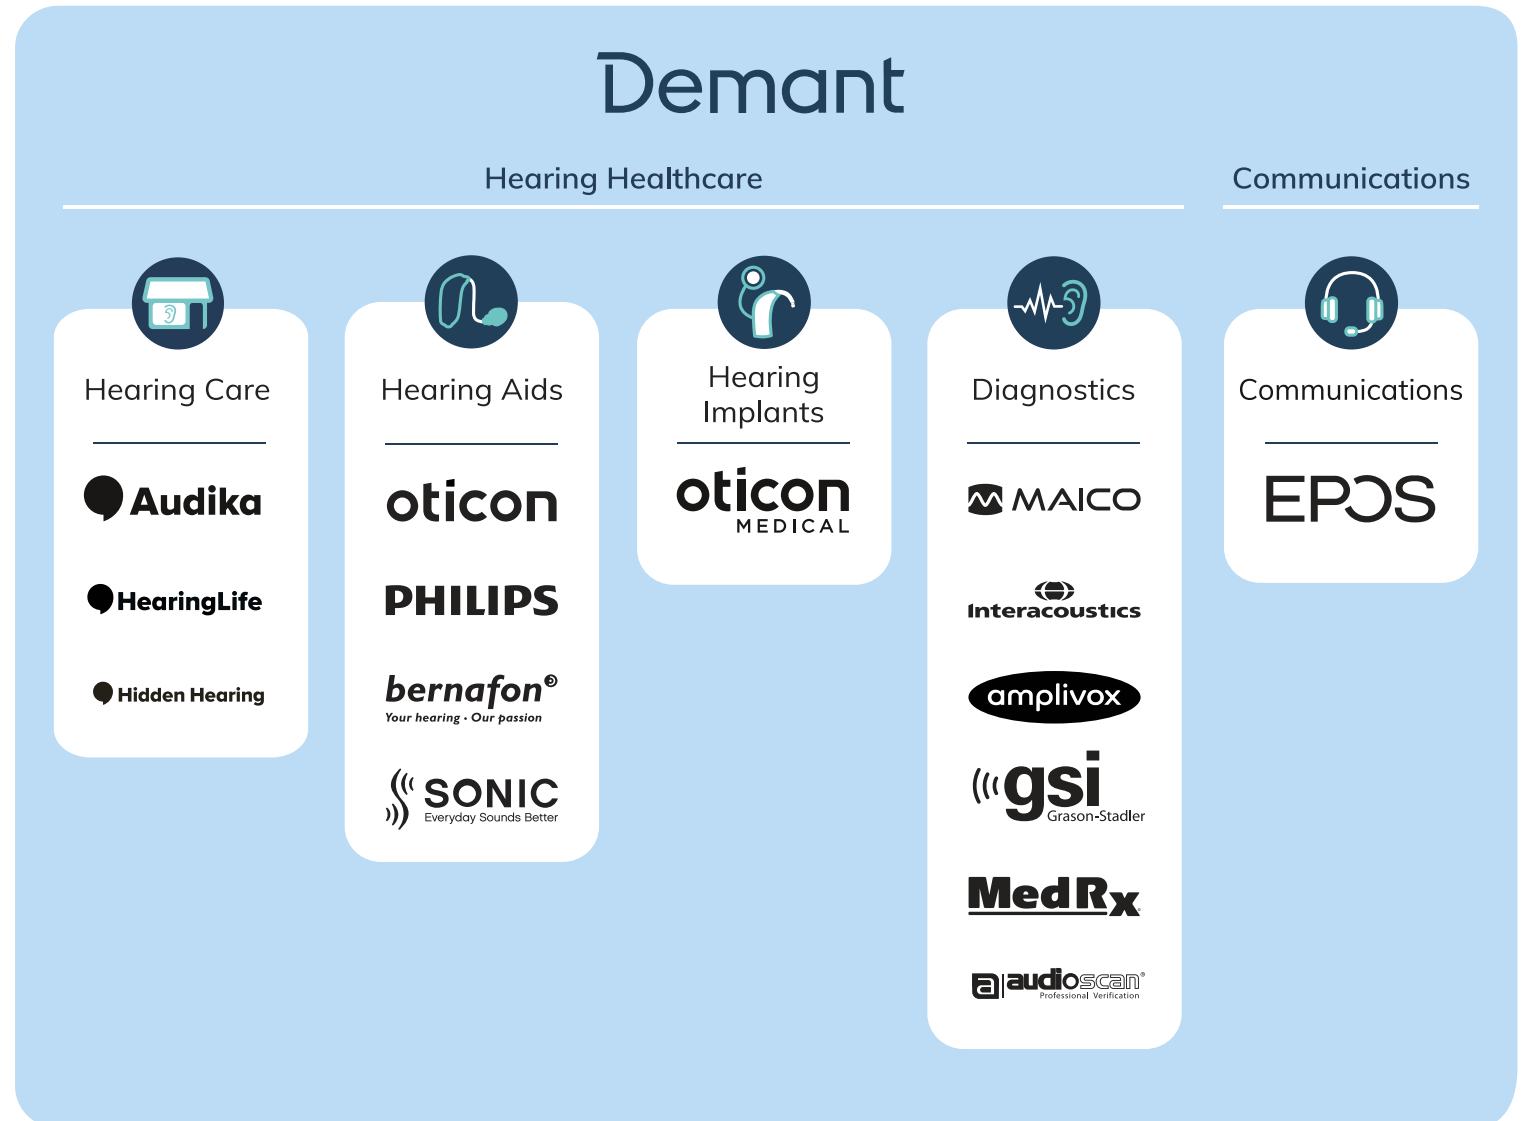 Demant
Hearing Healthcare
Communications
Hearing Care
Audika
HearingLife
Hidden Hearing
Hearing Aids
oticon
PHILIPS
bernafon®
Your hearing · Our passion
SONIC
Everyday Sounds Better
Hearing
Implants
oticon
MEDICAL
Diagnostics
MAICO
Interacoustics
amplivox
gsi
Grason-Stadler
MedRx
a audioscan®
Professional Verification
Communications
EPOS